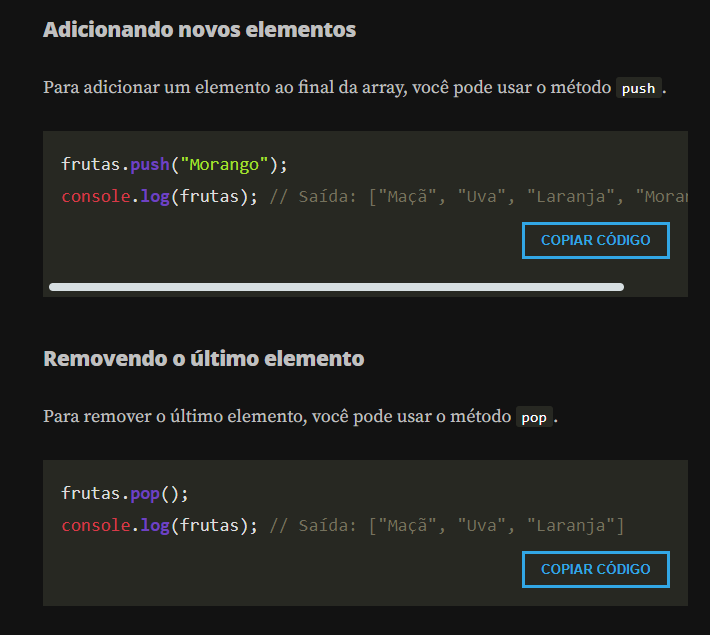 Adicionando novos elementos
Para adicionar um elemento ao final da array, você pode usar o método push.
frutas.push("Morango");
console.log(frutas); // Saída: ["Maçã", "Uva", "Laranja", "Moran
COPIAR CÓDIGO
Removendo o último elemento
Para remover o último elemento, você pode usar o método pop.
frutas.pop();
console.log(frutas); // Saída: ["Maçã", "Uva", "Laranja"]
COPIAR CÓDIGO